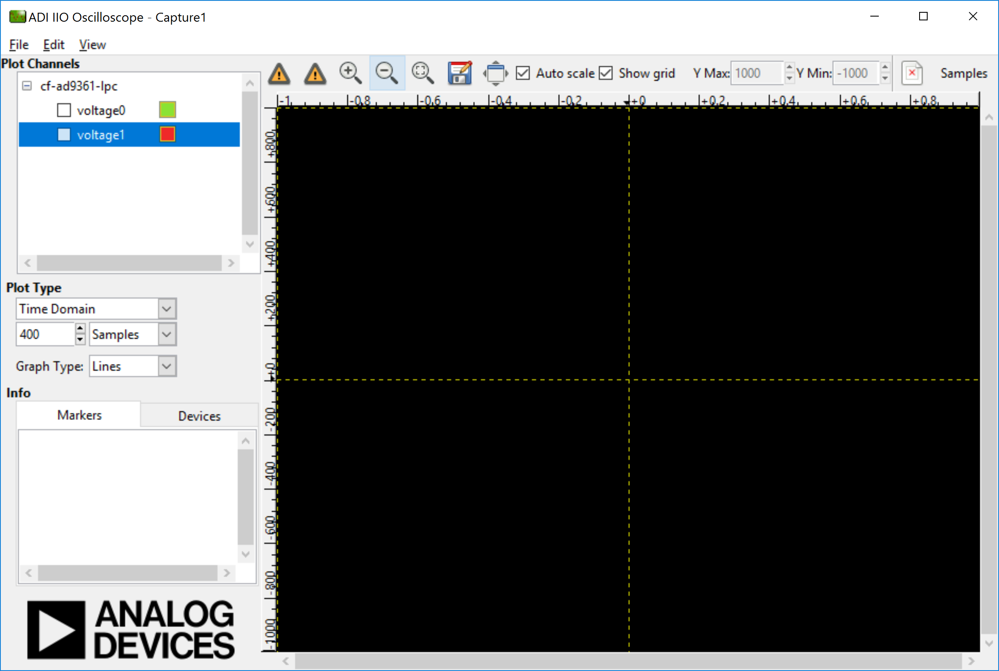 ADI IIO Oscilloscope - Capture1
File Edit View
Plot Channels
cf-ad9361-lpc
voltage0
voltage1
Auto scale Show grid Y Max: 1000 Y Min: -1000 Samples
-1 -0.8 -0.6 -0.4 -0.2 +0 +0.2 +0.4 +0.6 +0.8
+800
+600
+400
+200
+0
-200
-400
-600
-800
-1000
Plot Type
Time Domain
400 Samples
Graph Type: Lines
Info
Markers Devices
ANALOG
DEVICES